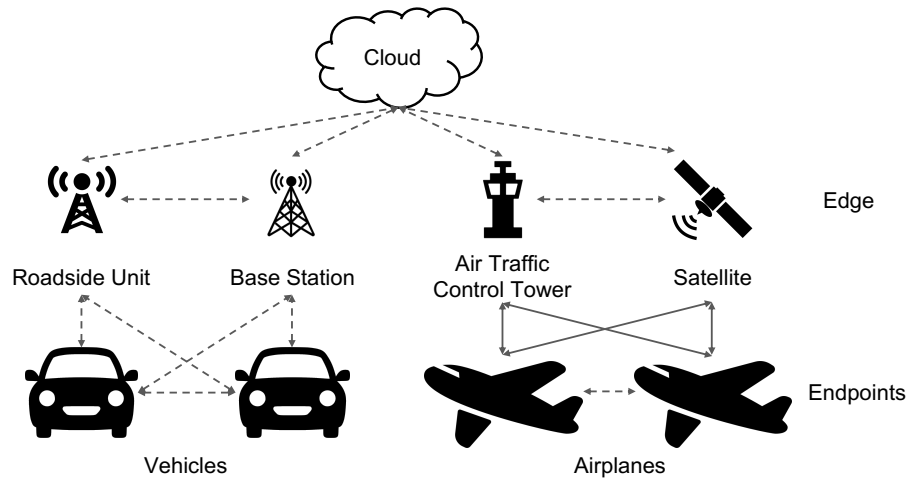 Cloud
Edge
Roadside Unit
Base Station
Air Traffic
Control Tower
Satellite
Endpoints
Vehicles
Airplanes